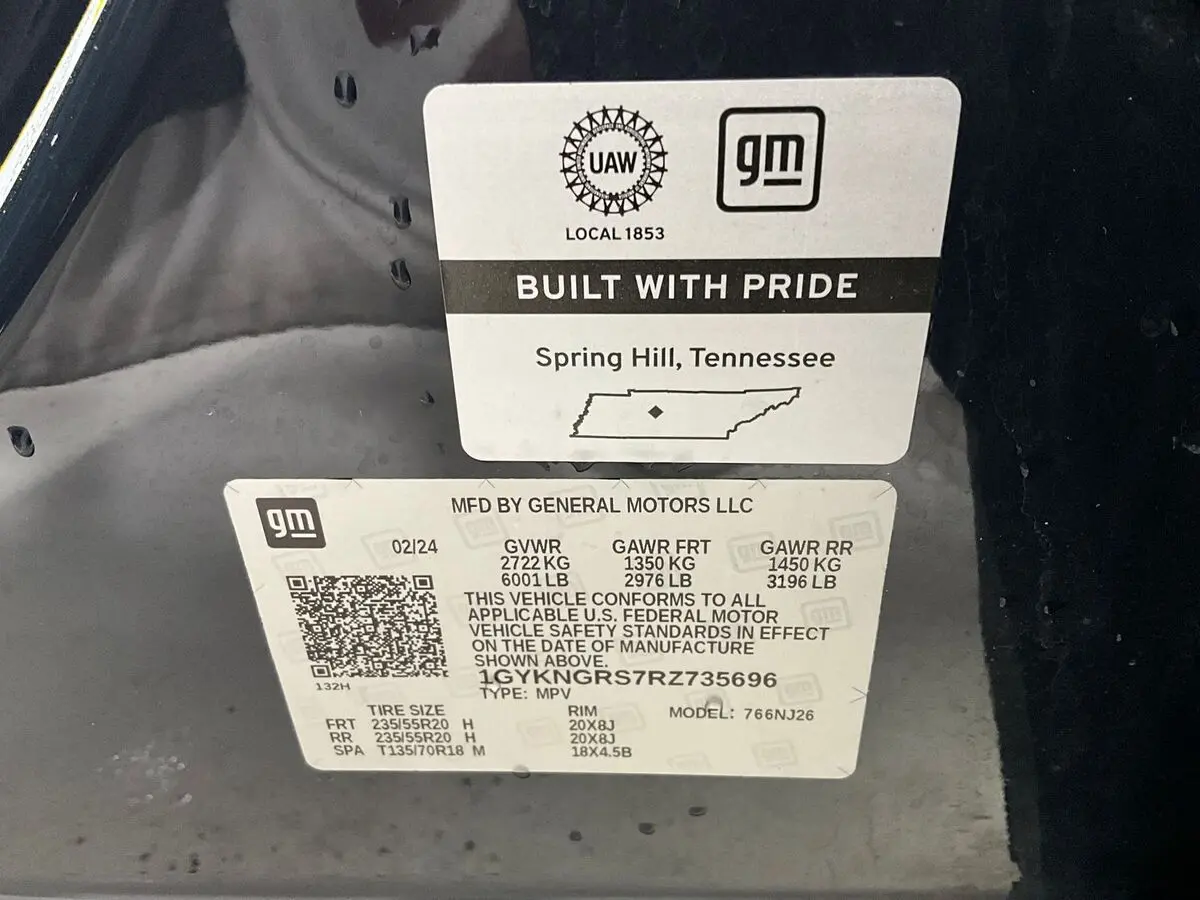 UAW
gm
LOCAL 1853
BUILT WITH PRIDE
Spring Hill, Tennessee
gm
MFD BY GENERAL MOTORS LLC
02/24 GVWR GAWR FRT GAWR RR
2722 KG 1350 KG 1450 KG
6001 LB 2976 LB 3196 LB
THIS VEHICLE CONFORMS TO ALL
APPLICABLE U.S. FEDERAL MOTOR
VEHICLE SAFETY STANDARDS IN EFFECT
ON THE DATE OF MANUFACTURE
SHOWN ABOVE.
132H
1GYKNGRS7RZ735696
TYPE: MPV
TIRE SIZE RIM MODEL: 766NJ26
FRT 235/55R20 H 20X8J
RR 235/55R20 H 20X8J
SPA T135/70R18 M 18X4.5B